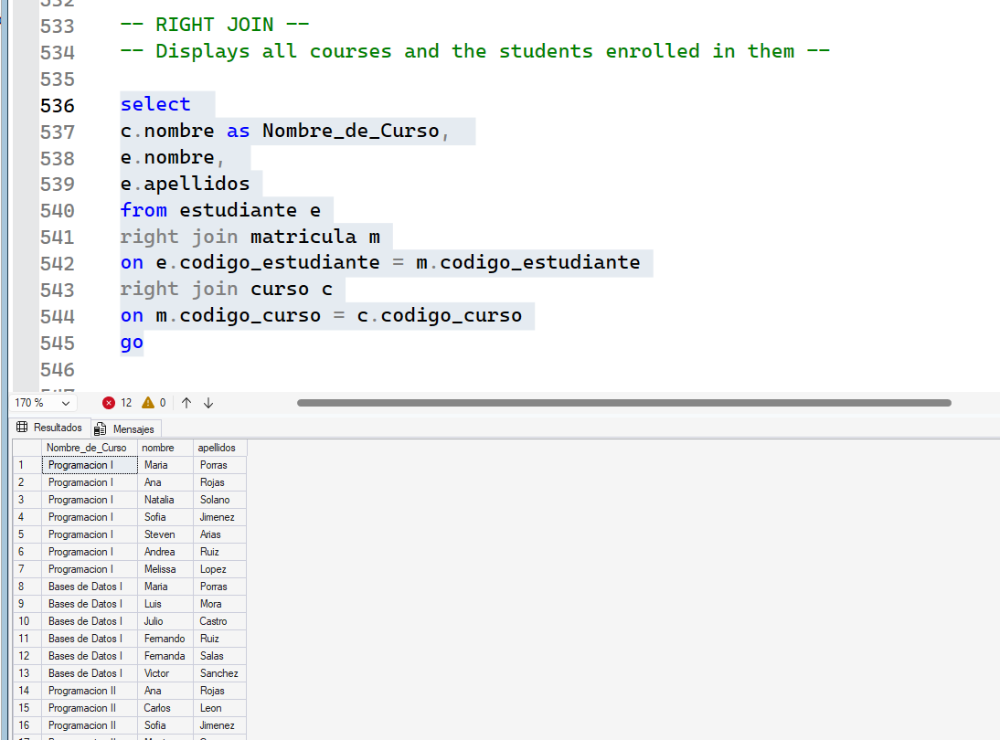 532
533 -- RIGHT JOIN --
534 -- Displays all courses and the students enrolled in them --
535
536 select
537 c.nombre as Nombre_de_Curso,
538 e.nombre,
539 e.apellidos
540 from estudiante e
541 right join matricula m
542 on e.codigo_estudiante = m.codigo_estudiante
543 right join curso c
544 on m.codigo_curso = c.codigo_curso
545 go
546
170 % 12 0
Resultados Mensajes
Nombre_de_Curso nombre apellidos
1 Programacion I Maria Porras
2 Programacion I Ana Rojas
3 Programacion I Natalia Solano
4 Programacion I Sofia Jimenez
5 Programacion I Steven Arias
6 Programacion I Andrea Ruiz
7 Programacion I Melissa Lopez
8 Bases de Datos I Maria Porras
9 Bases de Datos I Luis Mora
10 Bases de Datos I Julio Castro
11 Bases de Datos I Fernando Ruiz
12 Bases de Datos I Fernanda Salas
13 Bases de Datos I Victor Sanchez
14 Programacion II Ana Rojas
15 Programacion II Carlos Leon
16 Programacion II Sofia Jimenez